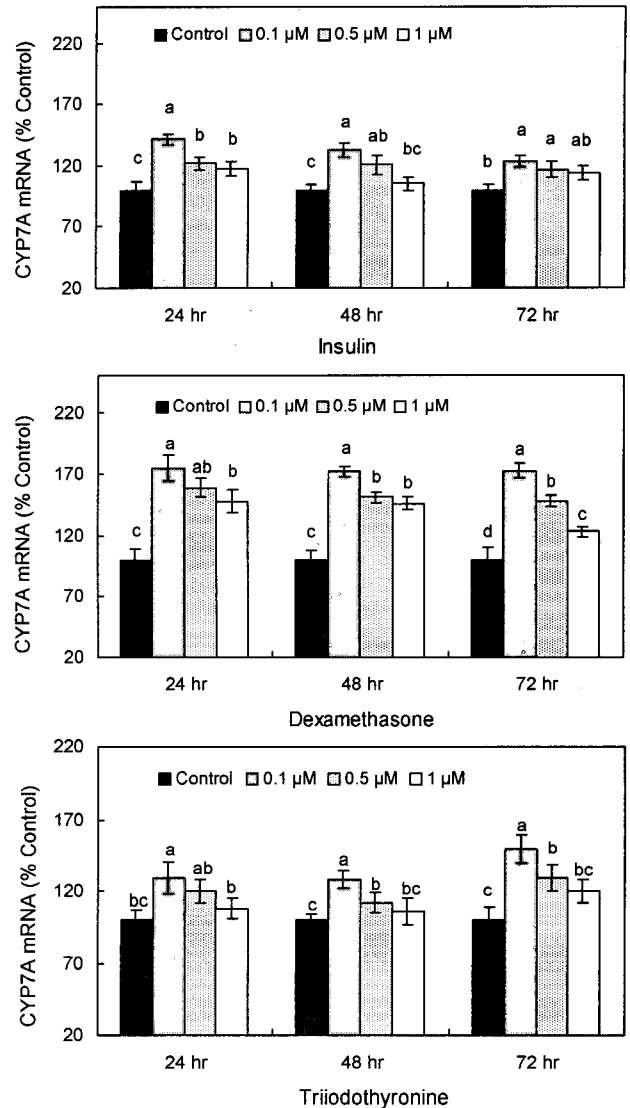 220
■ Control □ 0.1 µM □ 0.5 µM □ 1 µM
170
120
70
20
CYP7A mRNA (% Control)
c a b b
c a ab bc
b a a ab
24 hr 48 hr 72 hr
Insulin
220
■ Control □ 0.1 µM □ 0.5 µM □ 1 µM
170
120
70
20
CYP7A mRNA (% Control)
c a ab b
c a b b
d a b c
24 hr 48 hr 72 hr
Dexamethasone
220
■ Control □ 0.1 µM □ 0.5 µM □ 1 µM
170
120
70
20
CYP7A mRNA (% Control)
bc a ab b
c a b bc
c a b bc
24 hr 48 hr 72 hr
Triiodothyronine